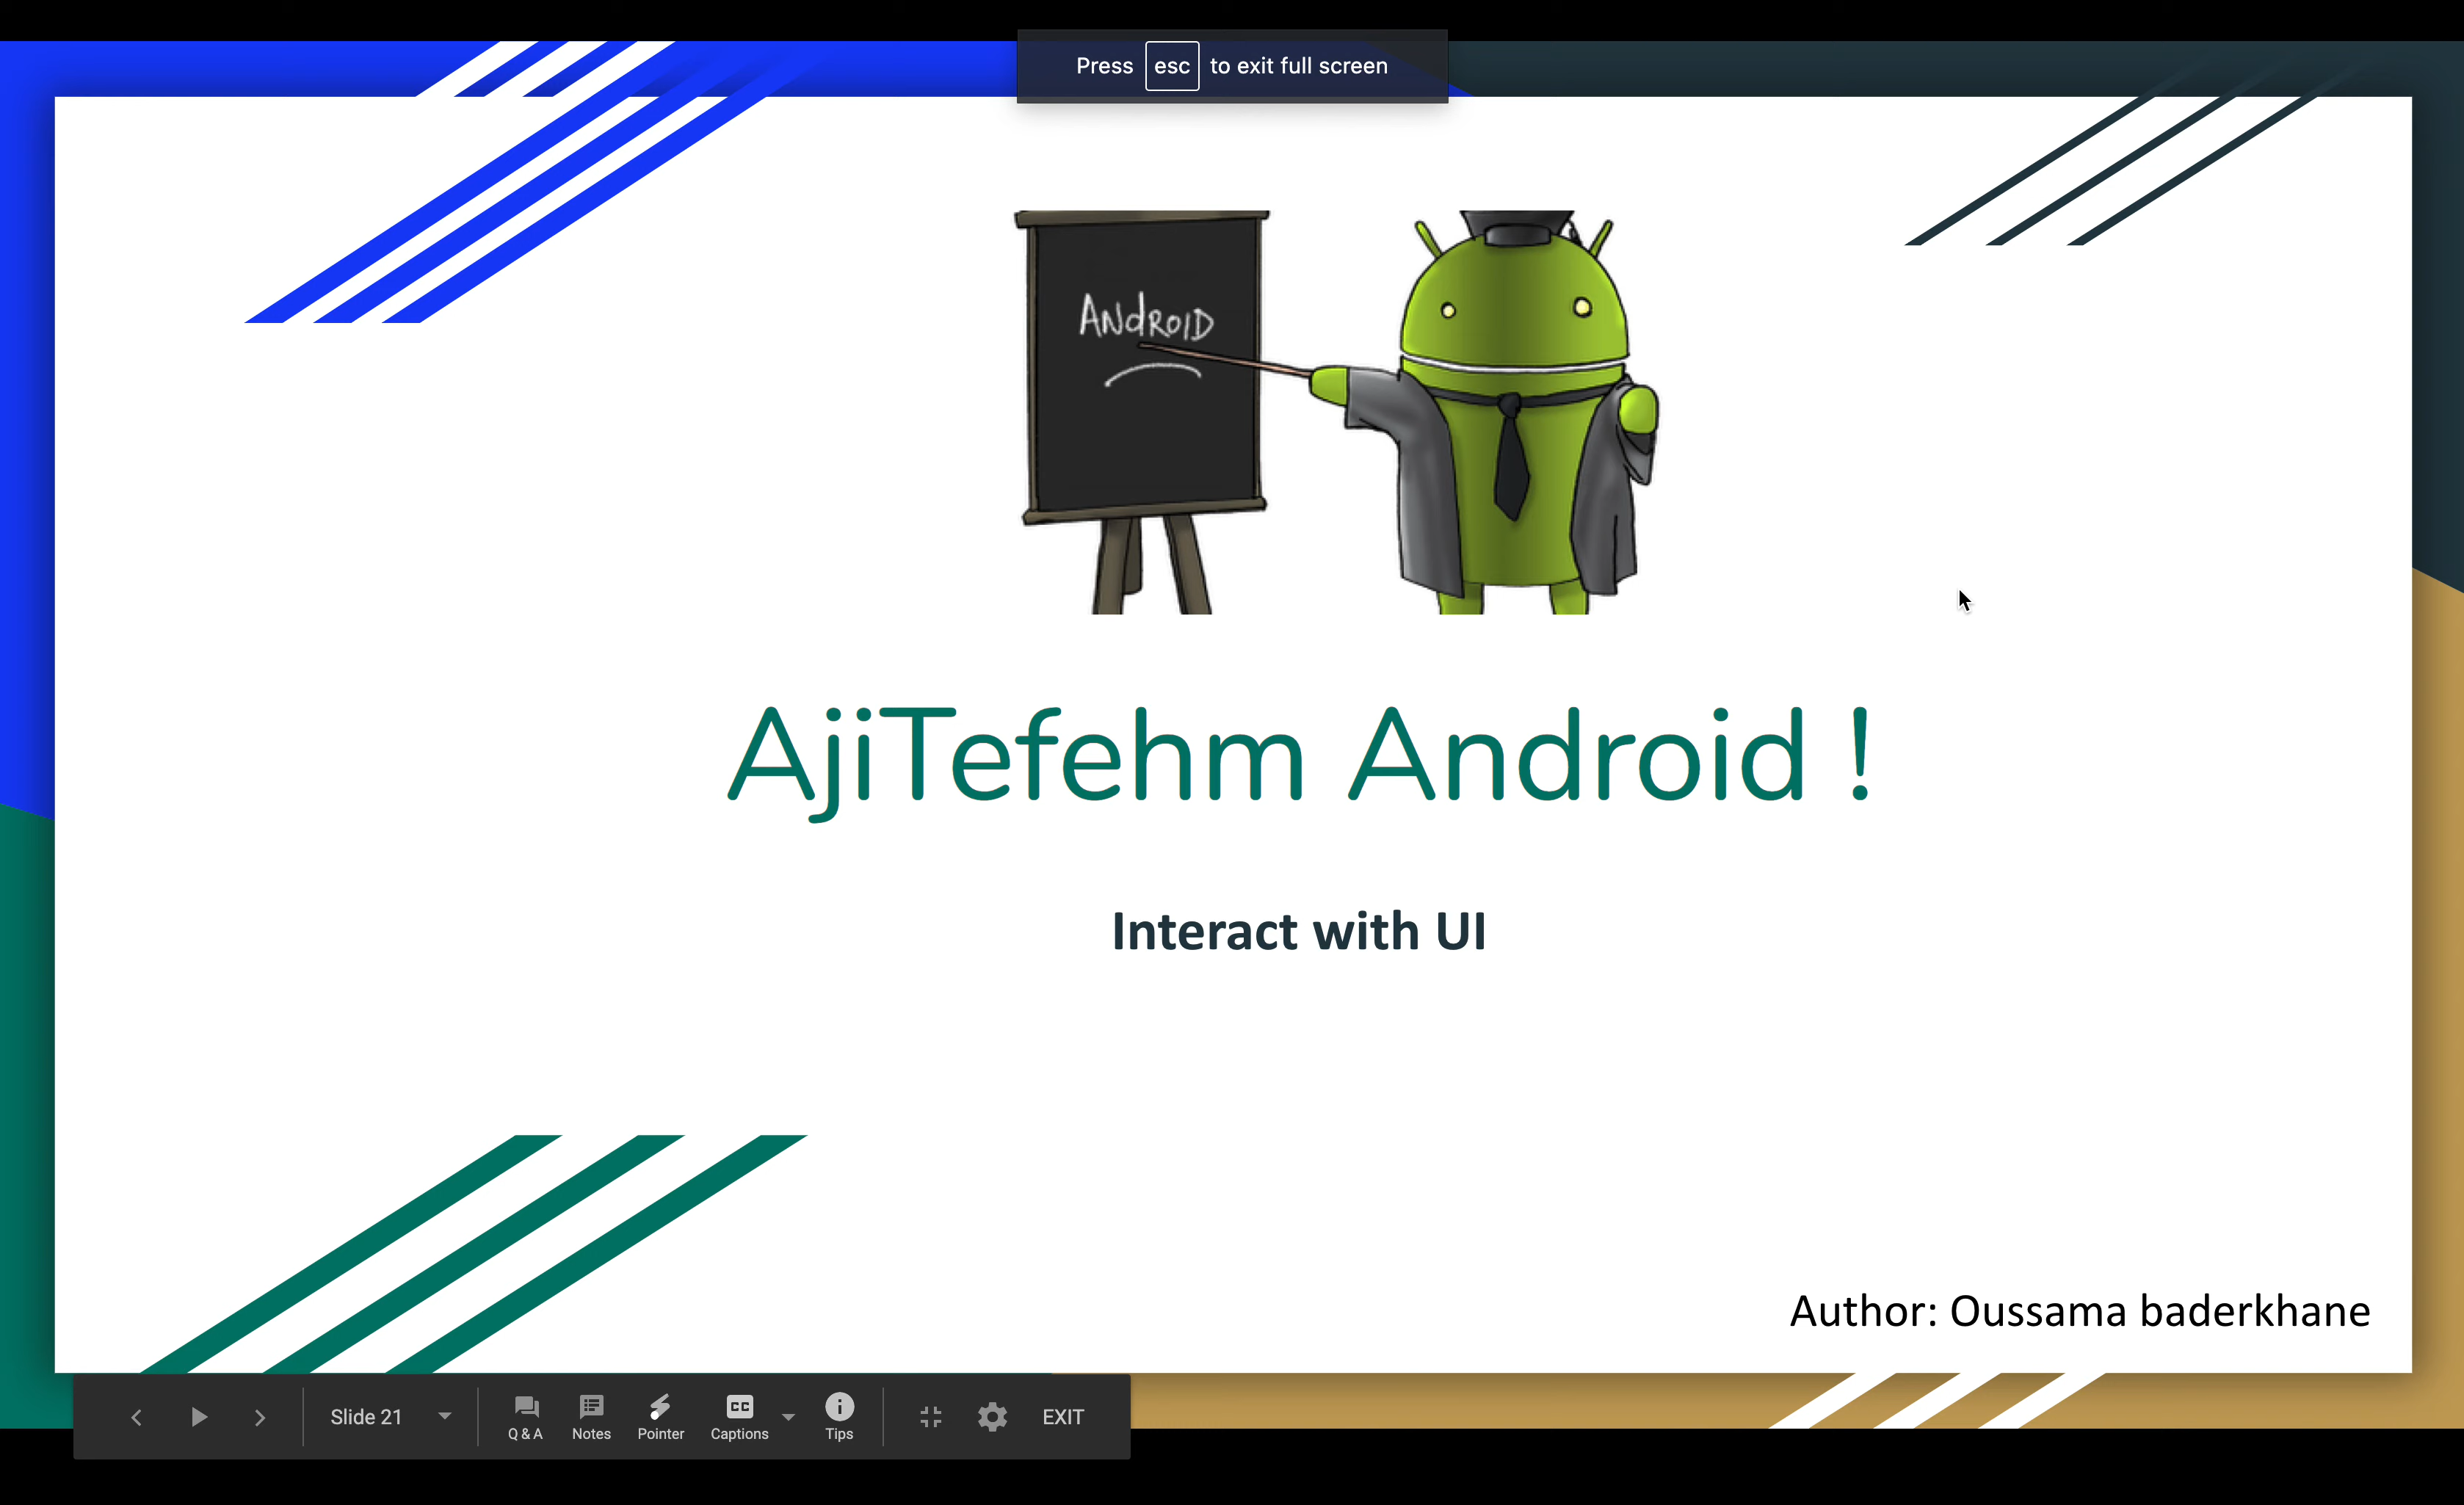 Press esc to exit full screen
ANdROID
AjiTefehm Android !
Interact with UI
Author: Oussama baderkhane
Slide 21
Q & A
Notes
Pointer
CC
Captions
Tips
EXIT